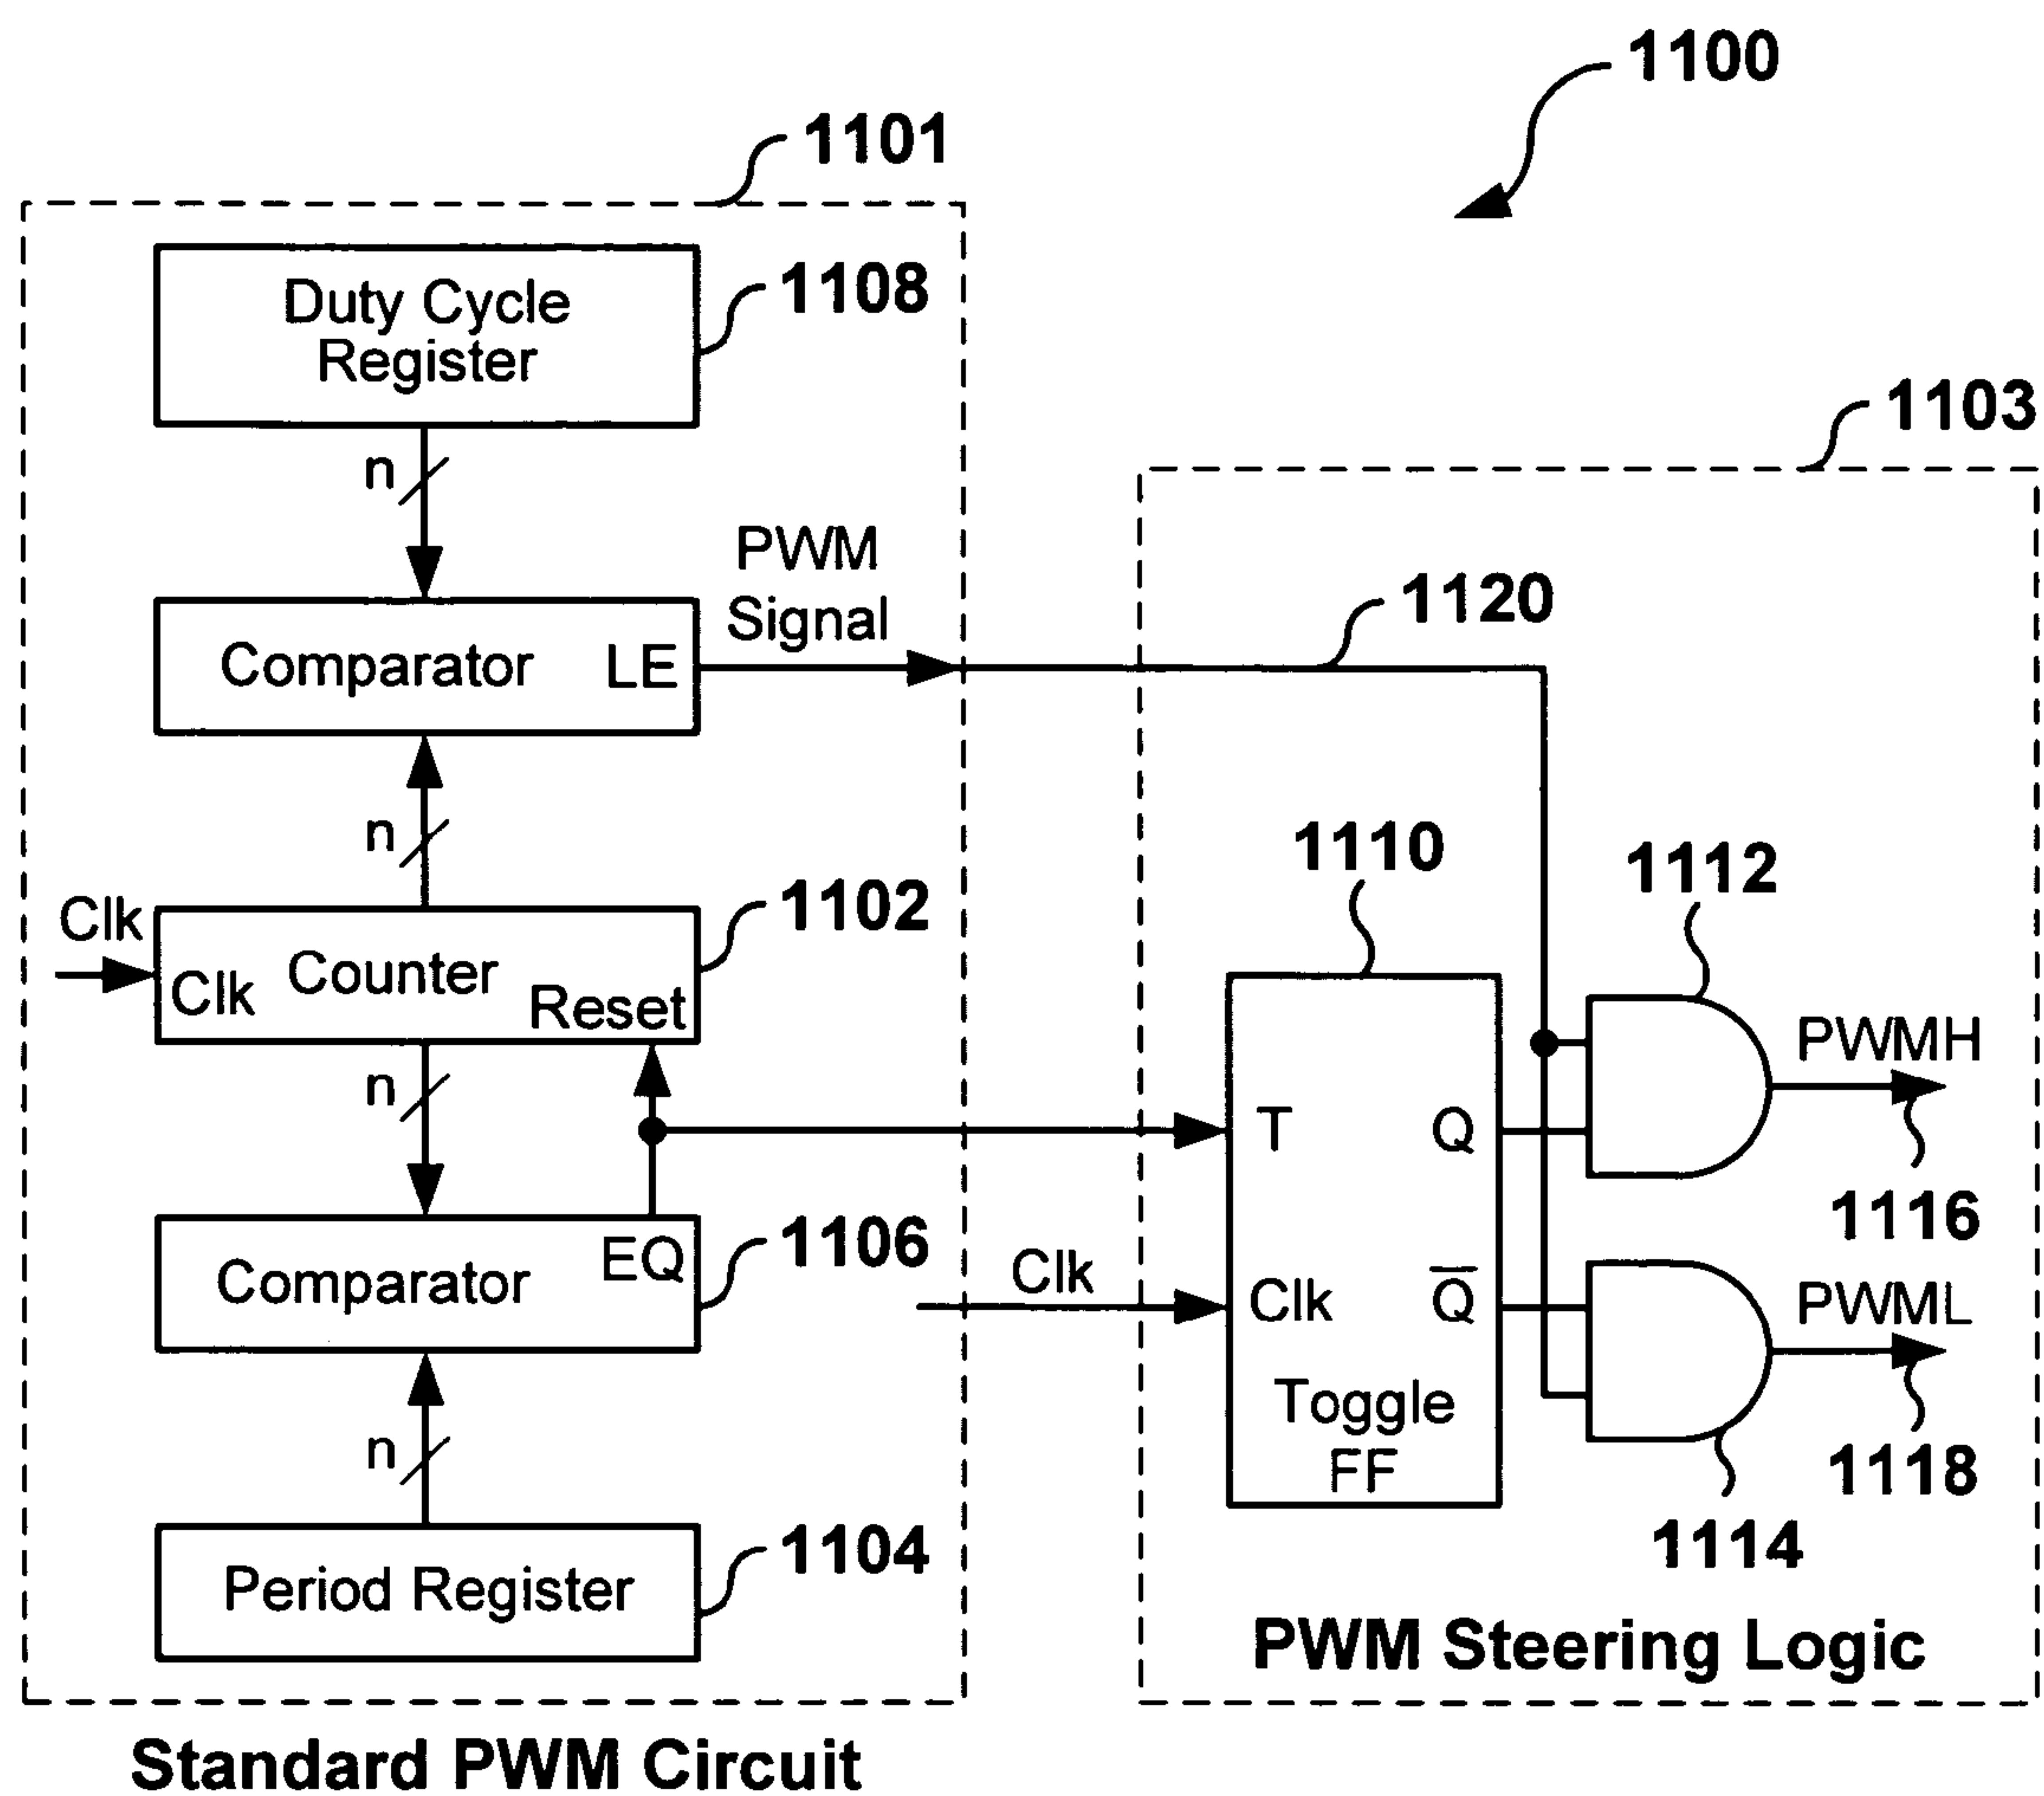 1100
1101
Duty Cycle
Register
1108
1103
n
PWM
Signal
1120
Comparator LE
n
1110
1112
Clk
1102
Clk Counter Reset
PWMH
n
T Q
1116
Comparator EQ
1106
Clk
Clk Q̅
PWML
Toggle
FF
n
1118
1114
Period Register
1104
PWM Steering Logic
Standard PWM Circuit